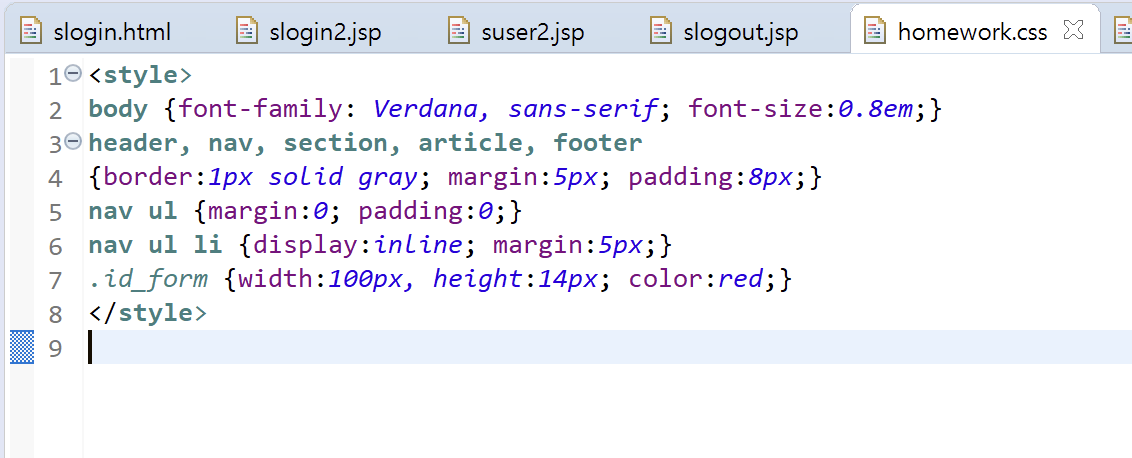 slogin.html slogin2.jsp suser2.jsp slogout.jsp homework.css
1 <style>
2 body {font-family: Verdana, sans-serif; font-size:0.8em;}
3 header, nav, section, article, footer
4 {border:1px solid gray; margin:5px; padding:8px;}
5 nav ul {margin:0; padding:0;}
6 nav ul li {display:inline; margin:5px;}
7 .id_form {width:100px, height:14px; color:red;}
8 </style>
9